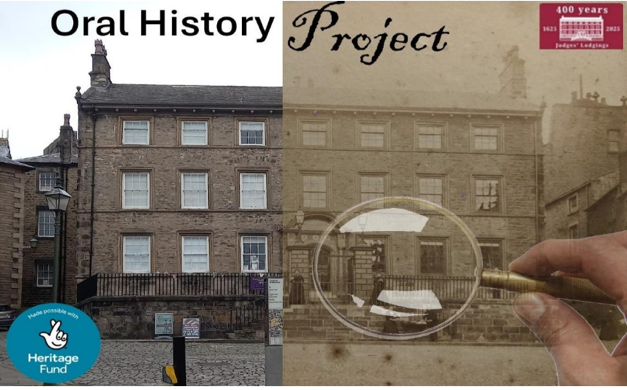 Oral History Project
400 years
1625 2025
Judges' Lodgings
Made possible with
Heritage
Fund